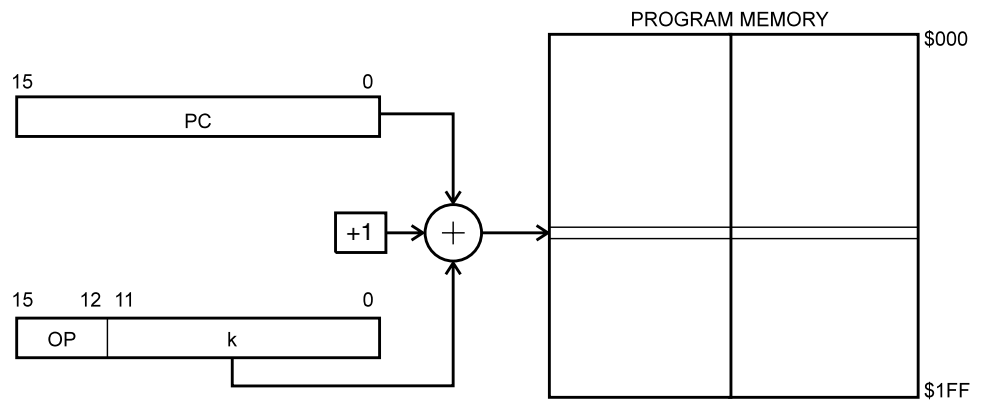 PROGRAM MEMORY
$000
15 0
PC
+1
+
15 12 11 0
OP k
$1FF